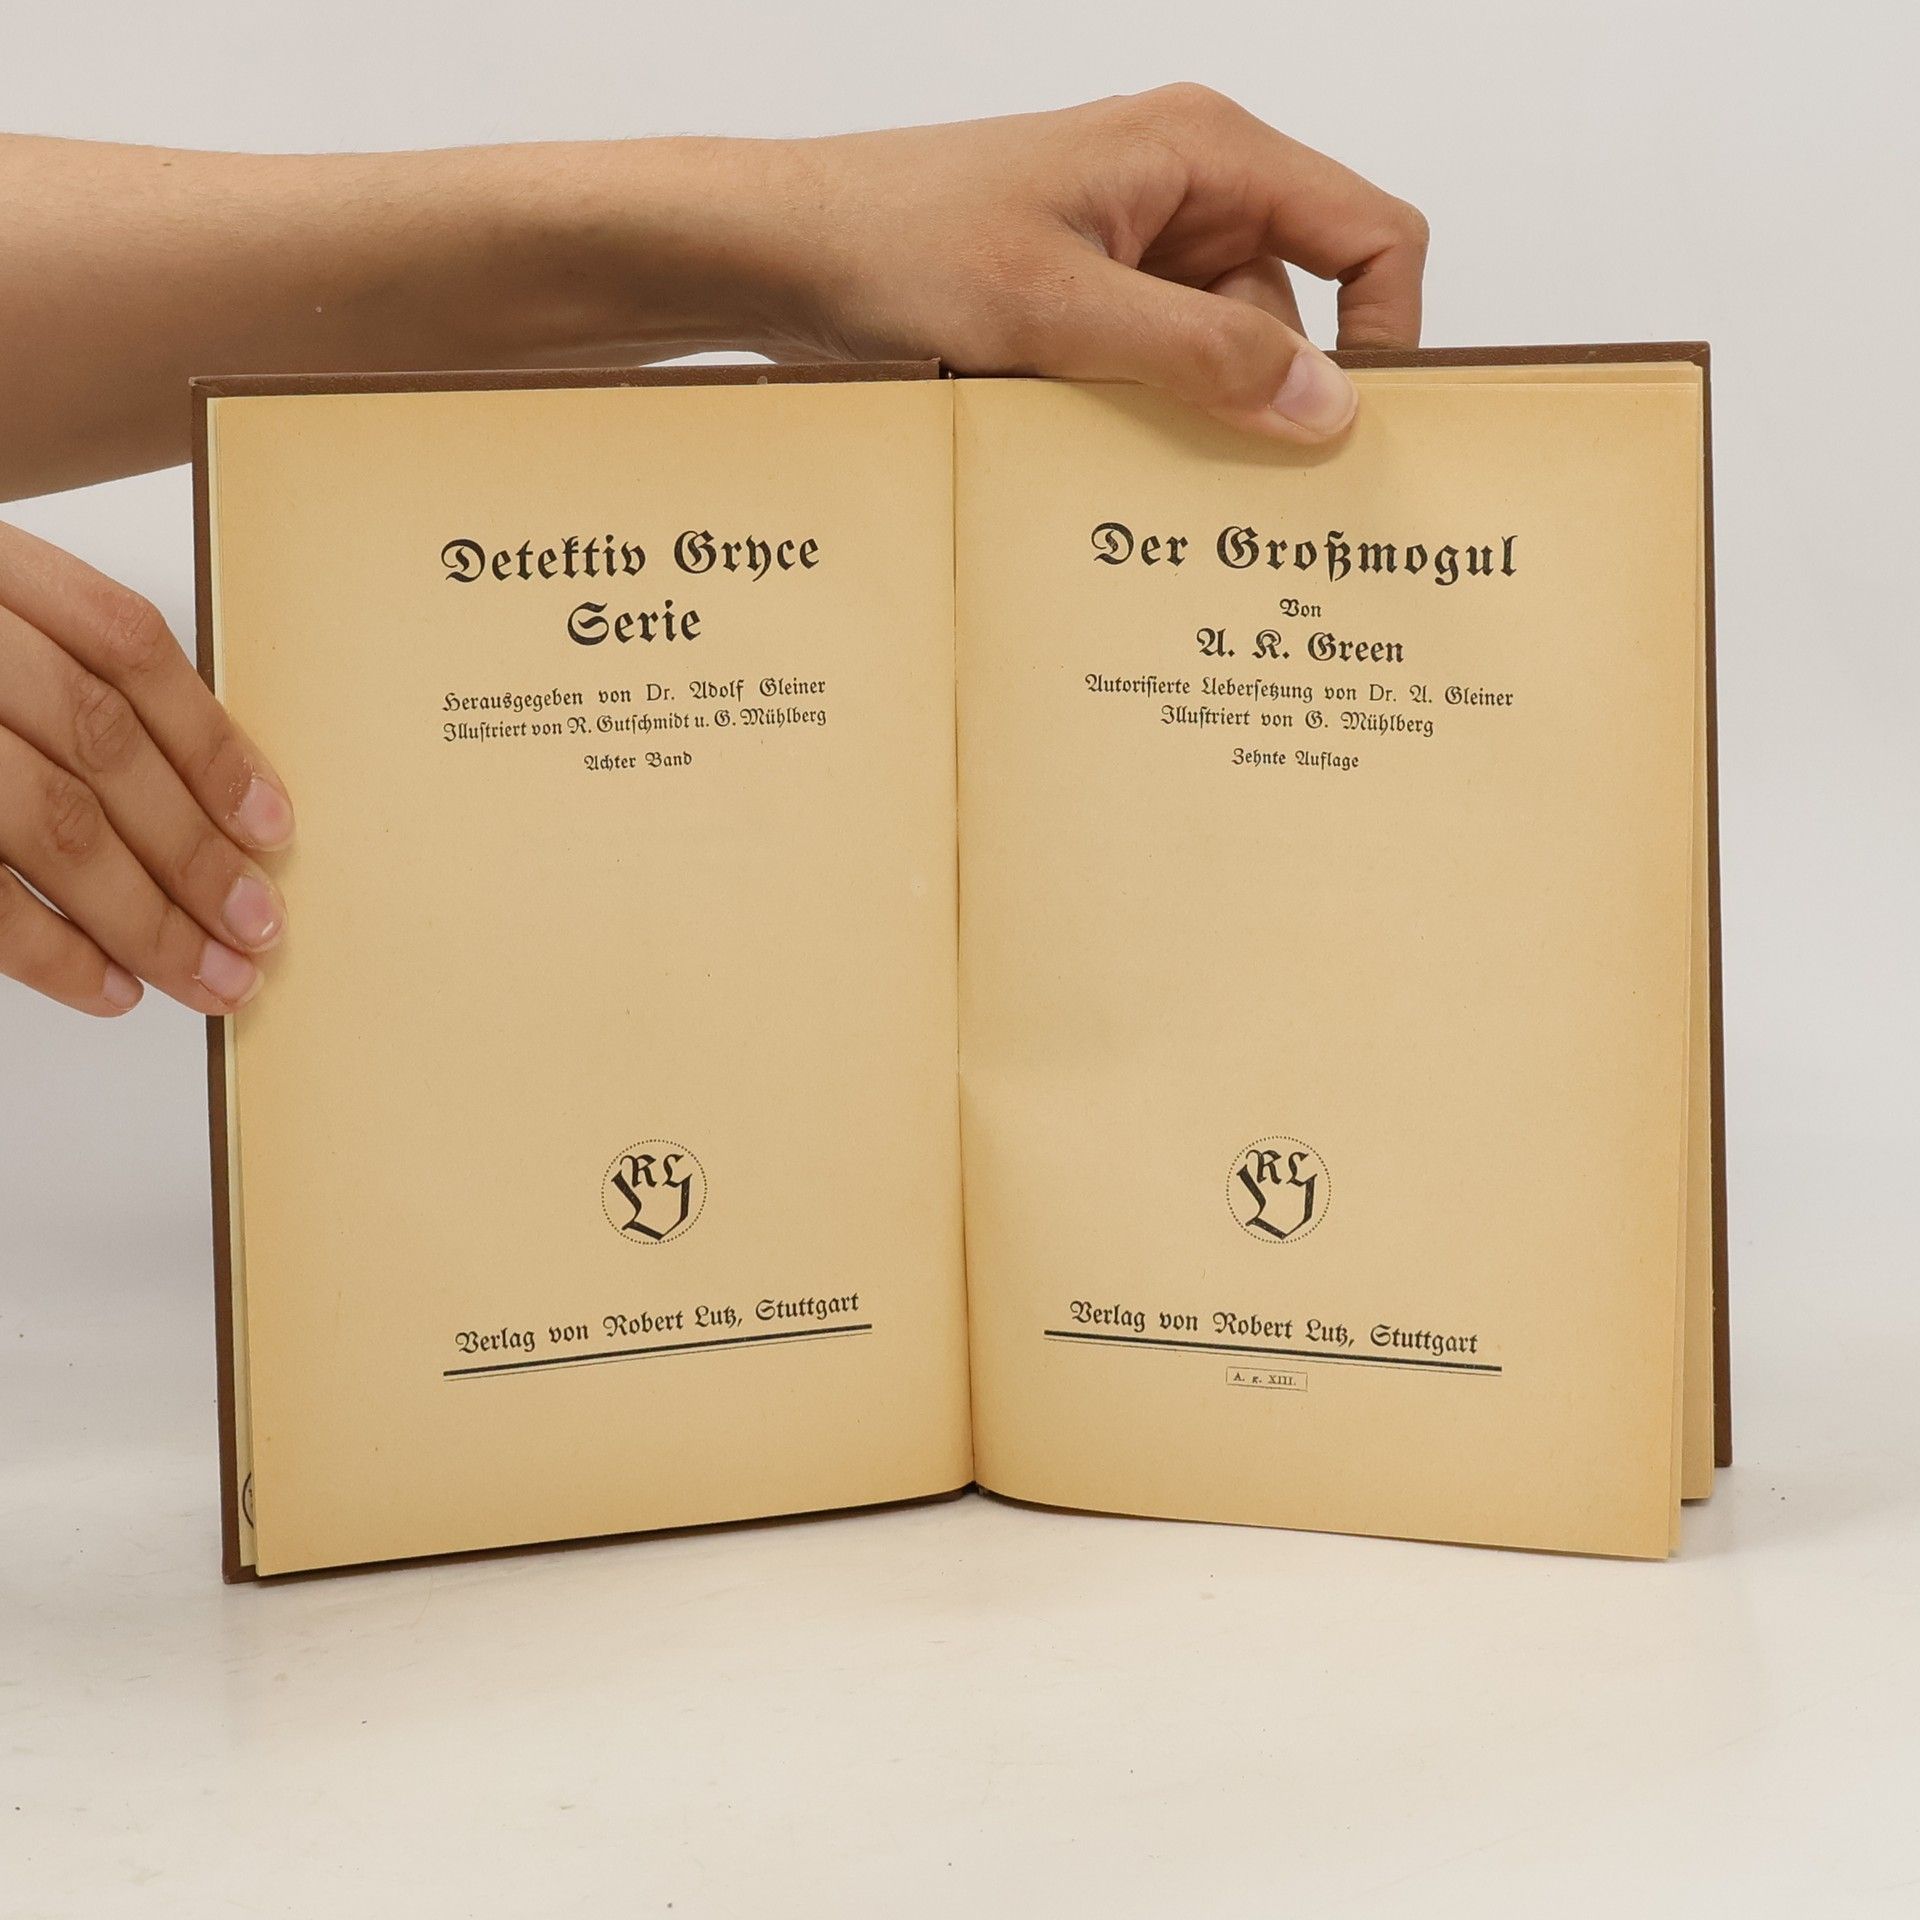 Detektiv Gryce
Serie
Herausgegeben von Dr. Adolf Gleiner
Illustriert von R. Gutschmidt u. G. Mühlberg
Achter Band
RL
Verlag von Robert Lutz, Stuttgart
Der Großmogul
Von
A. K. Green
Autorisierte Uebersetzung von Dr. A. Gleiner
Illustriert von G. Mühlberg
Zehnte Auflage
RL
Verlag von Robert Lutz, Stuttgart
A. g. XIII.